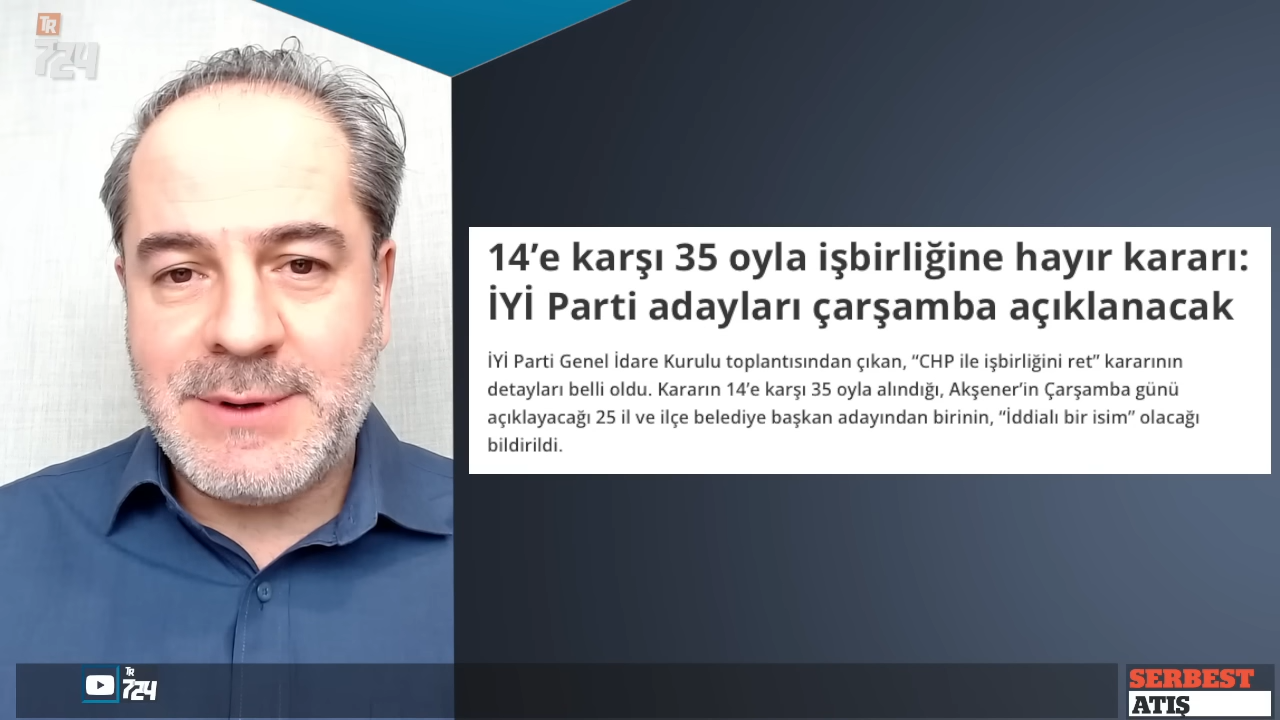 TR
724
14’e karşı 35 oyla işbirliğine hayır kararı:
İYİ Parti adayları çarşamba açıklanacak
İYİ Parti Genel İdare Kurulu toplantısından çıkan, “CHP ile işbirliğini ret” kararının
detayları belli oldu. Kararın 14’e karşı 35 oyla alındığı, Akşener’in Çarşamba günü
açıklayacağı 25 il ve ilçe belediye başkan adayından birinin, “İddialı bir isim” olacağı
bildirildi.
TR
724
SERBEST
ATIŞ